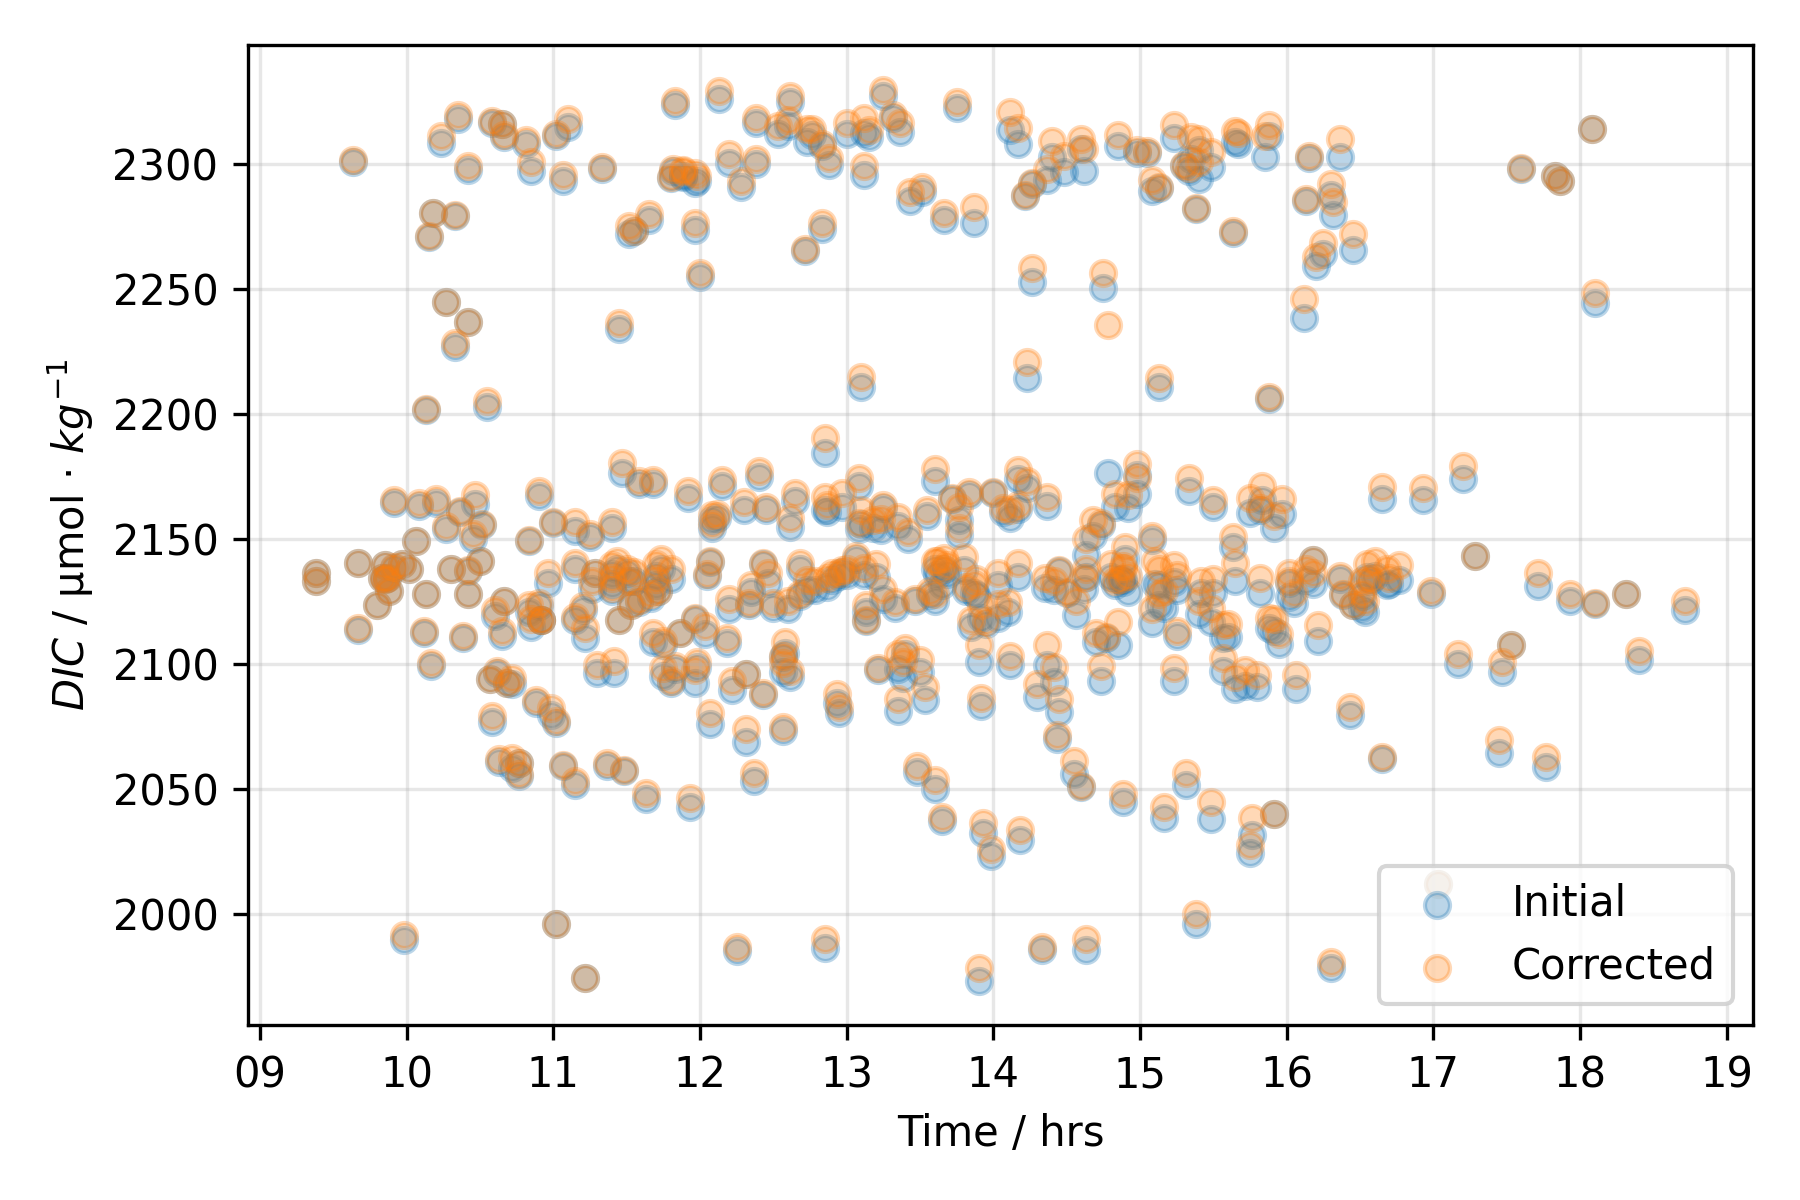 2300
2250
2200
2150
2100
2050
2000
DIC / µmol · kg⁻¹
Initial
Corrected
09 10 11 12 13 14 15 16 17 18 19
Time / hrs